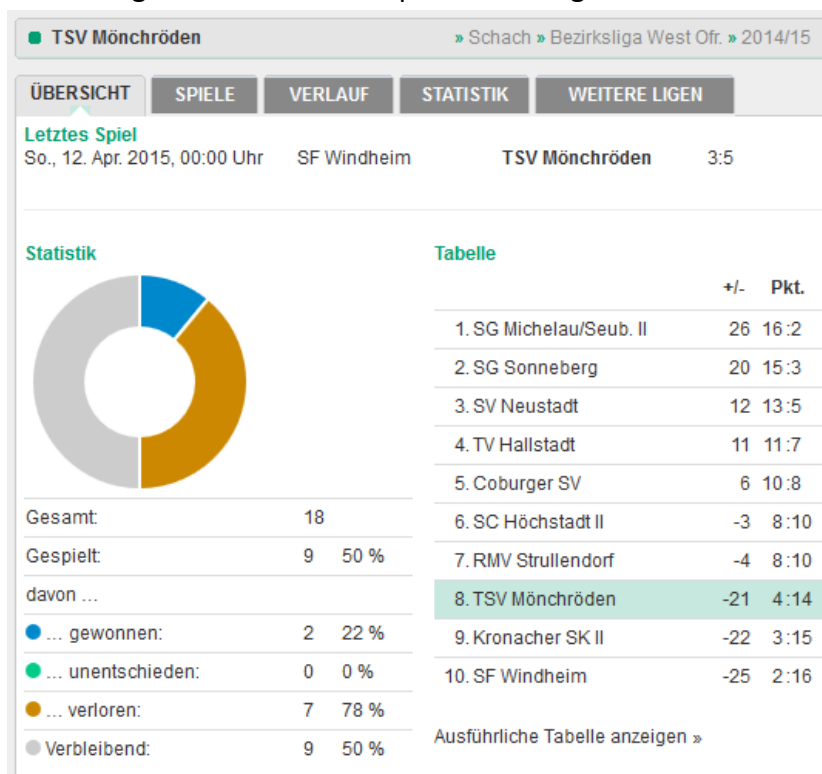 TSV Mönchröden » Schach » Bezirksliga West Ofr. » 2014/15
ÜBERSICHT SPIELE VERLAUF STATISTIK WEITERE LIGEN
Letztes Spiel
So., 12. Apr. 2015, 00:00 Uhr SF Windheim TSV Mönchröden 3:5
Statistik
Gesamt: 18
Gespielt: 9 50 %
davon ...
... gewonnen: 2 22 %
... unentschieden: 0 0 %
... verloren: 7 78 %
Verbleibend: 9 50 %
Tabelle
+/- Pkt.
1. SG Michelau/Seub. II 26 16:2
2. SG Sonneberg 20 15:3
3. SV Neustadt 12 13:5
4. TV Hallstadt 11 11:7
5. Coburger SV 6 10:8
6. SC Höchstadt II -3 8:10
7. RMV Strullendorf -4 8:10
8. TSV Mönchröden -21 4:14
9. Kronacher SK II -22 3:15
10. SF Windheim -25 2:16
Ausführliche Tabelle anzeigen »